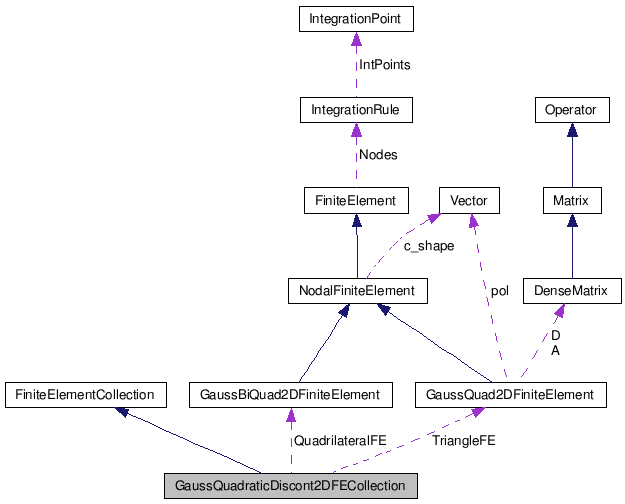 IntegrationPoint
IntPoints
IntegrationRule
Operator
Nodes
FiniteElement
Vector
Matrix
c_shape
NodalFiniteElement
pol
DenseMatrix
D
A
FiniteElementCollection
GaussBiQuad2DFiniteElement
GaussQuad2DFiniteElement
QuadrilateralFE
TriangleFE
GaussQuadraticDiscont2DFECollection